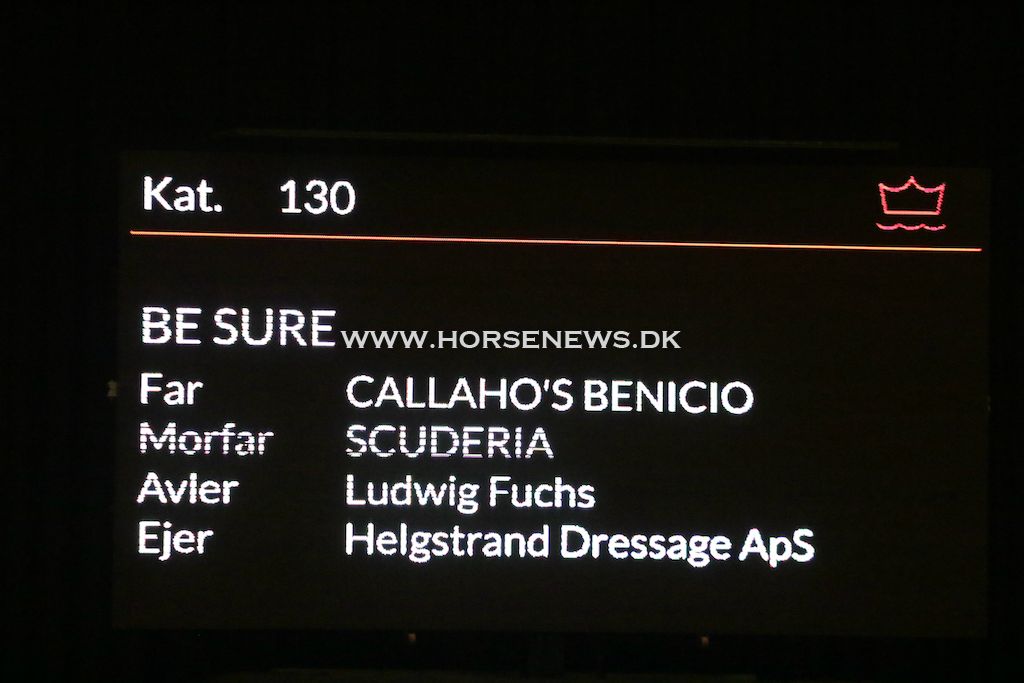 Kat. 130
BE SURE
WWW.HORSENEWS.DK
Far CALLAHO'S BENICIO
Morfar SCUDERIA
Avler Ludwig Fuchs
Ejer Helgstrand Dressage ApS